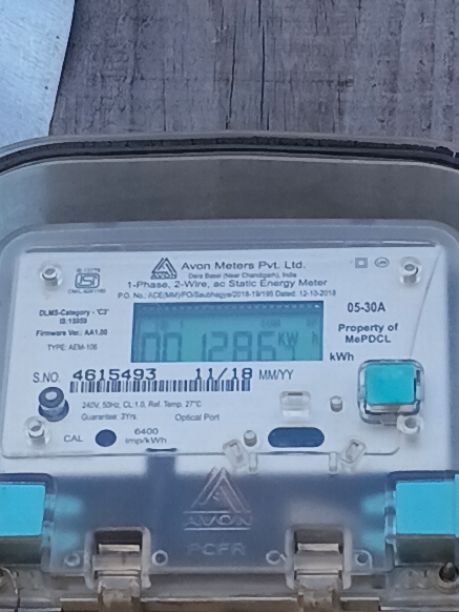 AVON
Avon Meters Pvt. Ltd.
Dera Bassi (Near Chandigarh), India
1-Phase, 2-Wire, ac Static Energy Meter
P.O. No.: ACE(MM)/PO/Saubhagya/2018-19/195 Dated: 12-10-2018
DLMS-Category - 'C3'
IS:15959
Firmware Ver.: AA1.00
TYPE: AEM-106
05-30A
Property of
MePDCL
KW h
kWh
S.NO. 4615493 11/18 MM/YY
240V, 50Hz, CL:1.0, Ref. Temp. 27°C
Guarantee: 3Yrs. Optical Port
CAL 6400
imp/kWh
AVON
PCFR